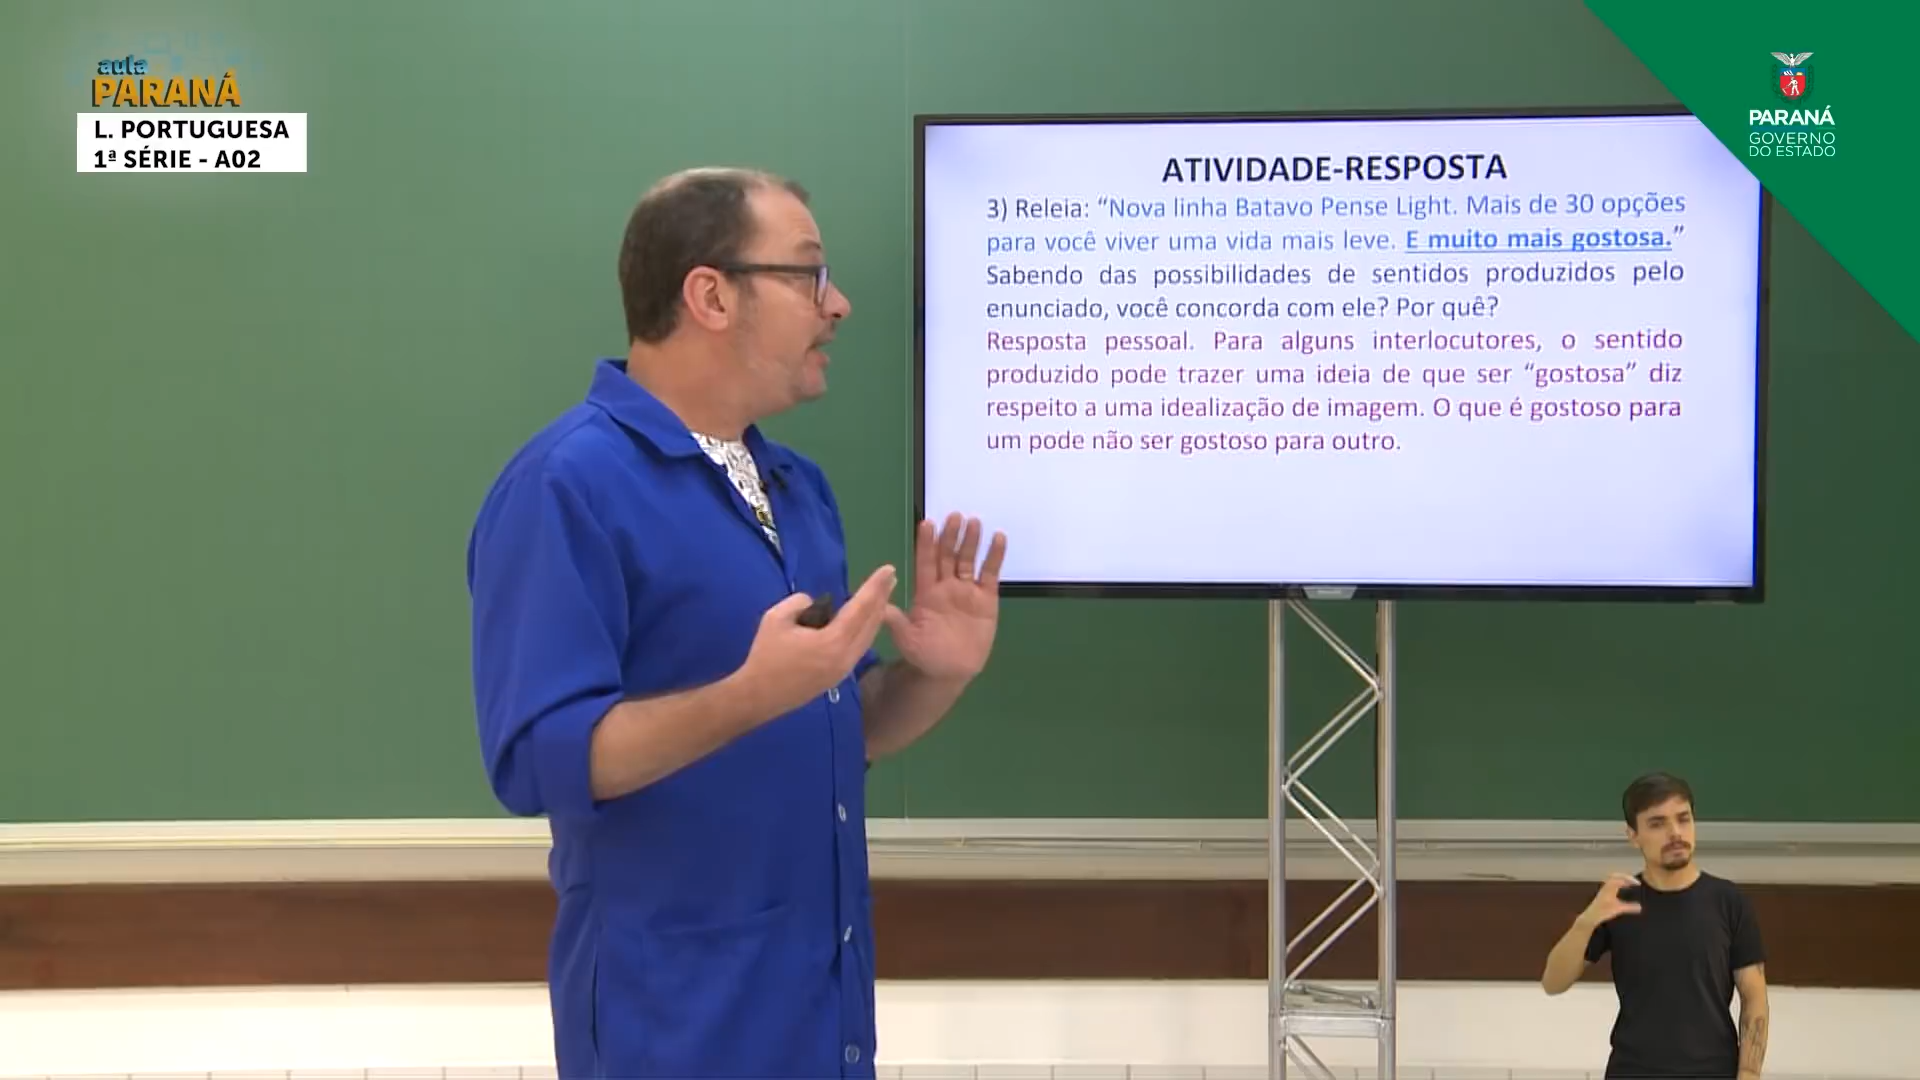 aula
PARANÁ
L. PORTUGUESA
1ª SÉRIE - A02
PARANÁ
GOVERNO
DO ESTADO
ATIVIDADE-RESPOSTA
3) Releia: “Nova linha Batavo Pense Light. Mais de 30 opções
para você viver uma vida mais leve. E muito mais gostosa.”
Sabendo das possibilidades de sentidos produzidos pelo
enunciado, você concorda com ele? Por quê?
Resposta pessoal. Para alguns interlocutores, o sentido
produzido pode trazer uma ideia de que ser “gostosa” diz
respeito a uma idealização de imagem. O que é gostoso para
um pode não ser gostoso para outro.